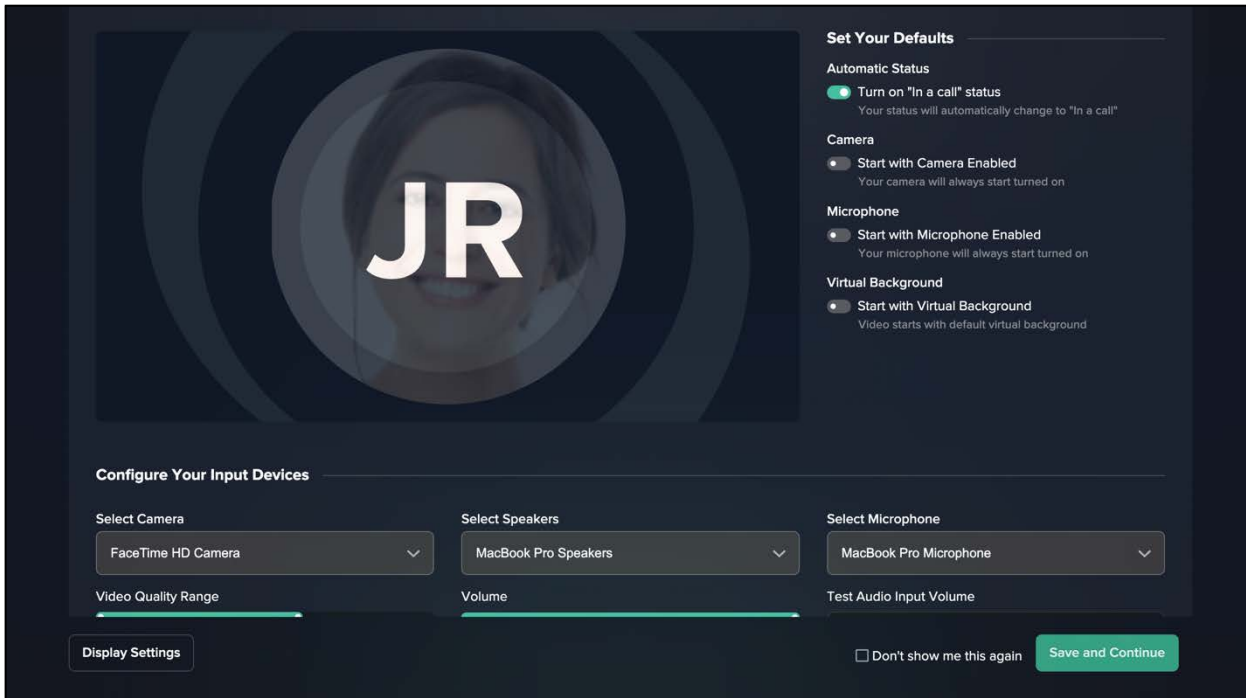 JR
Set Your Defaults
Automatic Status
Turn on "In a call" status
Your status will automatically change to "In a call"
Camera
Start with Camera Enabled
Your camera will always start turned on
Microphone
Start with Microphone Enabled
Your microphone will always start turned on
Virtual Background
Start with Virtual Background
Video starts with default virtual background
Configure Your Input Devices
Select Camera
FaceTime HD Camera
Select Speakers
MacBook Pro Speakers
Select Microphone
MacBook Pro Microphone
Video Quality Range
Volume
Test Audio Input Volume
Display Settings
Don't show me this again
Save and Continue